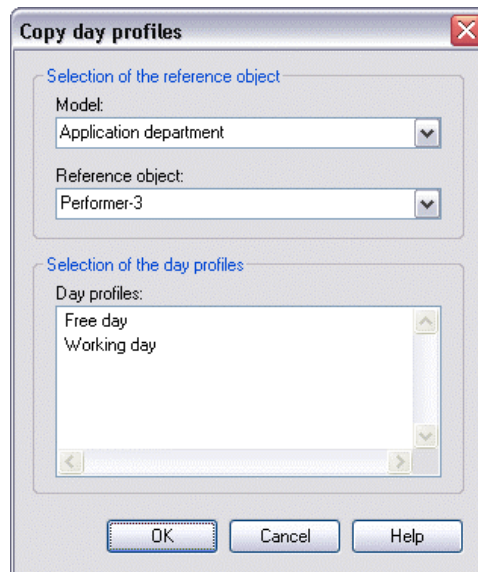 Copy day profiles
Selection of the reference object
Model:
Application department
Reference object:
Performer-3
Selection of the day profiles
Day profiles:
Free day
Working day
OK
Cancel
Help